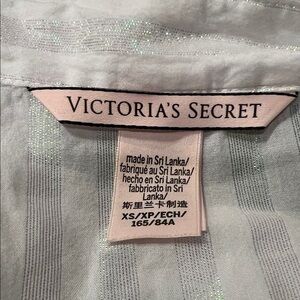 VICTORIA'S SECRET
made in Sri Lanka/
fabriqué au Sri Lanka/
hecho en Sri Lanka/
fabbricato in Sri
Lanka/
斯里兰卡制造
XS/XP/ECH/
165/84A